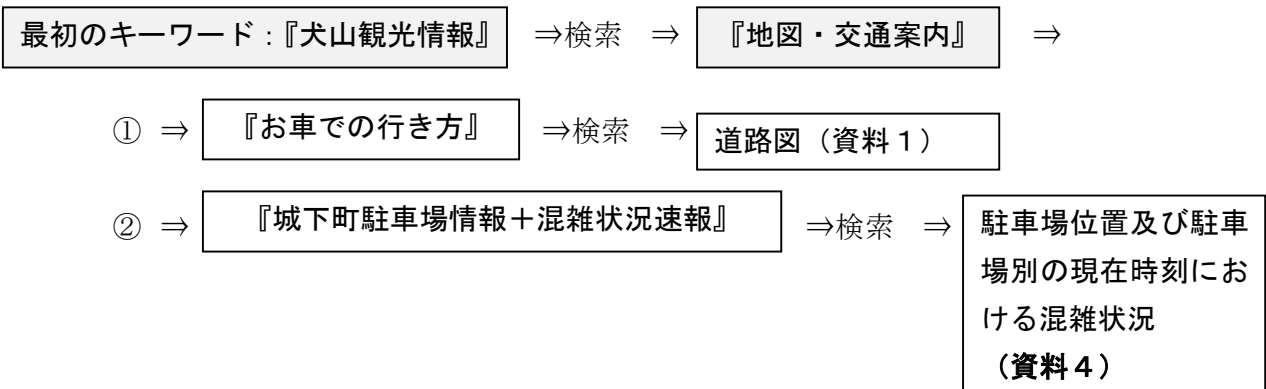 最初のキーワード：『犬山観光情報』 ⇒検索 ⇒ 『地図・交通案内』 ⇒
① ⇒ 『お車での行き方』 ⇒検索 ⇒ 道路図（資料１）
② ⇒ 『城下町駐車場情報＋混雑状況速報』 ⇒検索 ⇒ 駐車場位置及び駐車
場別の現在時刻にお
ける混雑状況
（資料４）